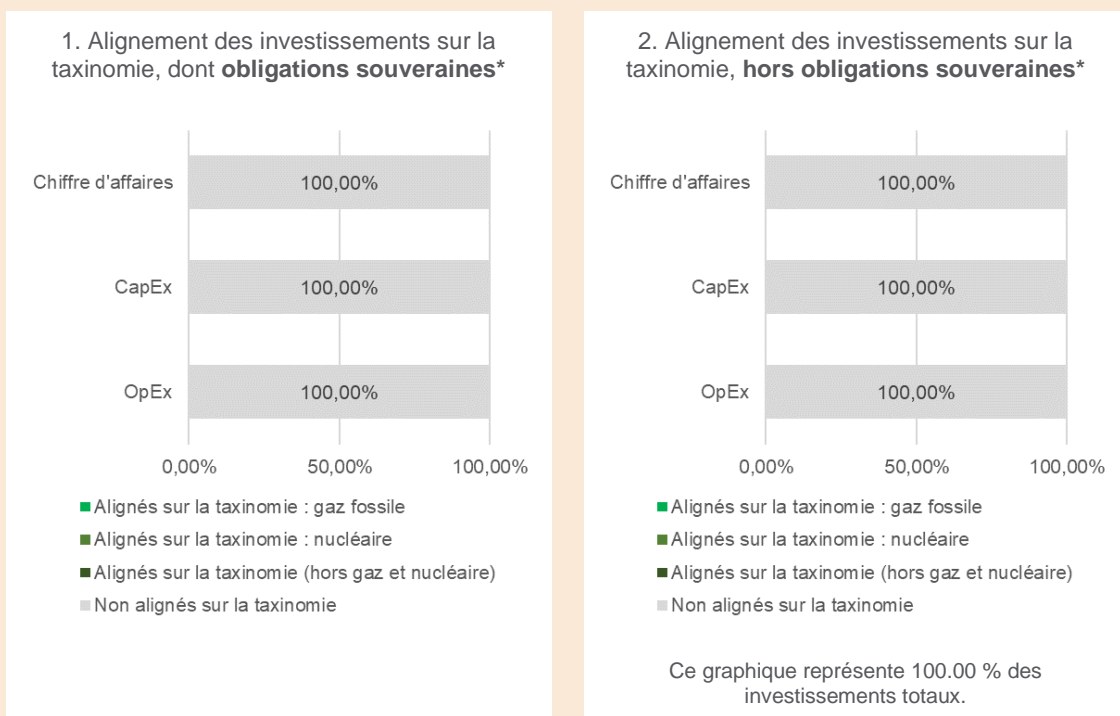 1. Alignement des investissements sur la
taxinomie, dont obligations souveraines*
Chiffre d'affaires
100,00%
CapEx
100,00%
OpEx
100,00%
0,00%
50,00%
100,00%
Alignés sur la taxinomie : gaz fossile
Alignés sur la taxinomie : nucléaire
Alignés sur la taxinomie (hors gaz et nucléaire)
Non alignés sur la taxinomie
2. Alignement des investissements sur la
taxinomie, hors obligations souveraines*
Chiffre d'affaires
100,00%
CapEx
100,00%
OpEx
100,00%
0,00%
50,00%
100,00%
Alignés sur la taxinomie : gaz fossile
Alignés sur la taxinomie : nucléaire
Alignés sur la taxinomie (hors gaz et nucléaire)
Non alignés sur la taxinomie
Ce graphique représente 100.00 % des
investissements totaux.